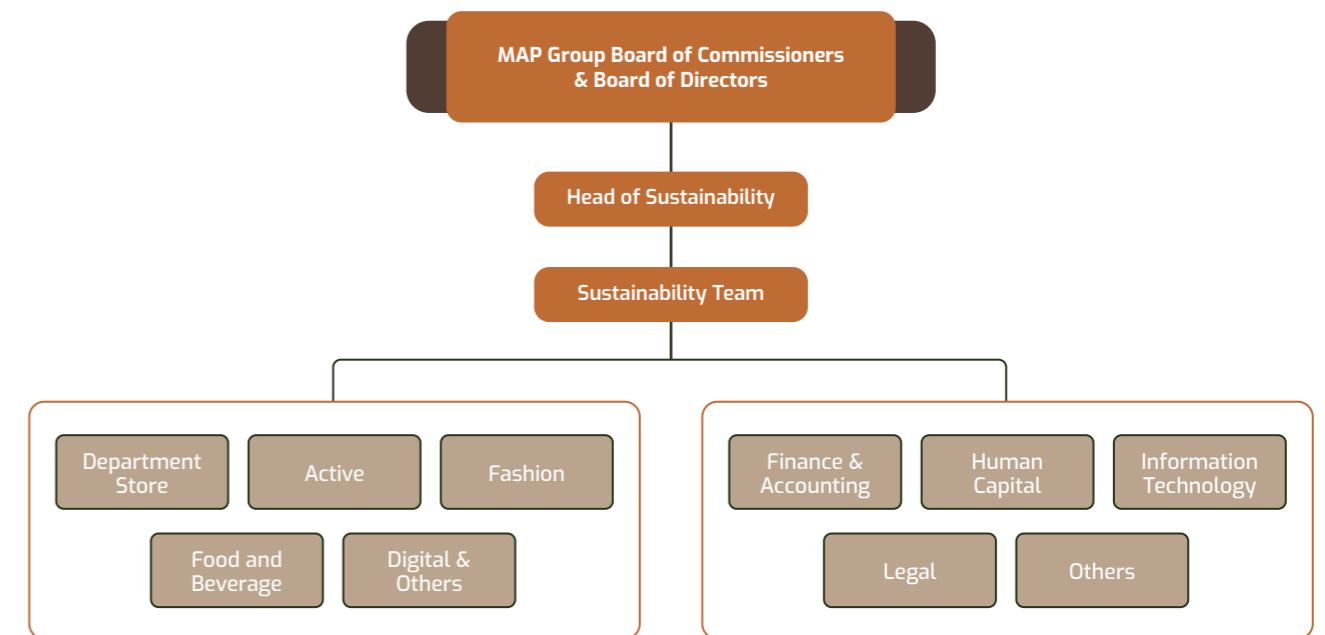 MAP Group Board of Commissioners
& Board of Directors
Head of Sustainability
Sustainability Team
Department
Store
Active
Fashion
Food and
Beverage
Digital &
Others
Finance &
Accounting
Human
Capital
Information
Technology
Legal
Others